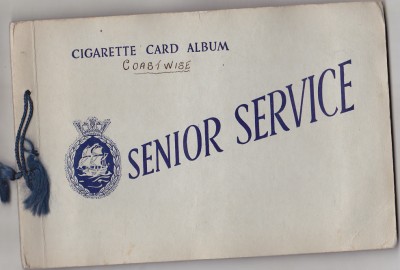 CIGARETTE CARD ALBUM
COASTWISE
SENIOR SERVICE